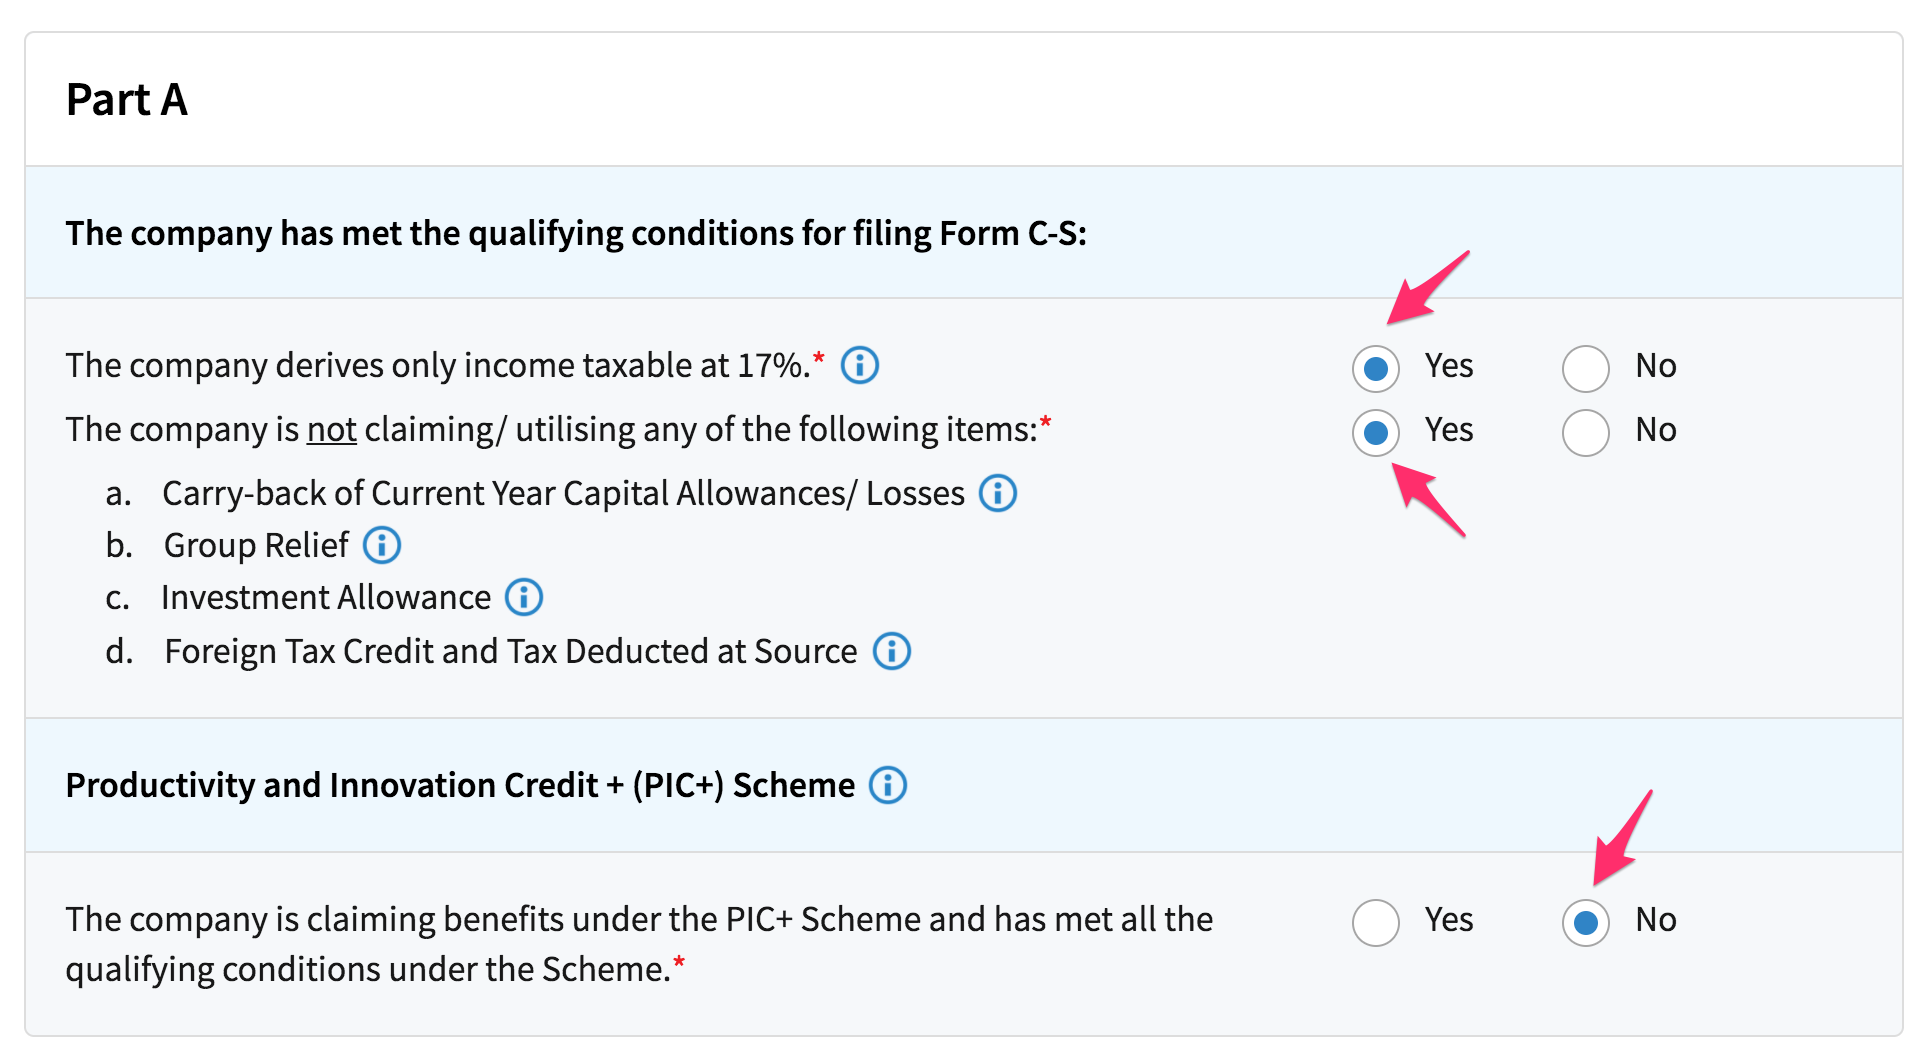 Part A
The company has met the qualifying conditions for filing Form C-S:
The company derives only income taxable at 17%.* Yes No
The company is not claiming/ utilising any of the following items:* Yes No
a. Carry-back of Current Year Capital Allowances/ Losses
b. Group Relief
c. Investment Allowance
d. Foreign Tax Credit and Tax Deducted at Source
Productivity and Innovation Credit + (PIC+) Scheme
The company is claiming benefits under the PIC+ Scheme and has met all the Yes No
qualifying conditions under the Scheme.*